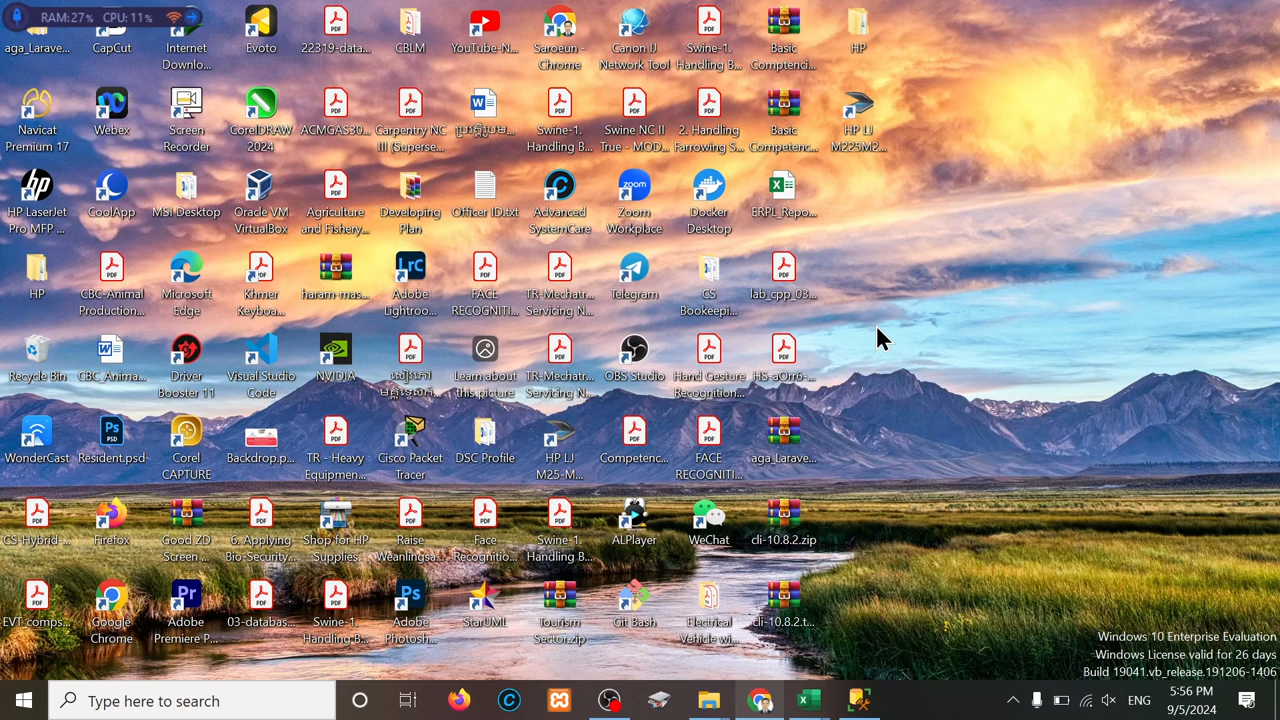 RAM:27% CPU: 11%
aga_Larave...
CapCut
Internet
Downlo...
Evoto
22319-data...
CBLM
YouTube-N...
Saroeun -
Chrome
Canon IJ
Network Tool
Swine-1.
Handling B...
Basic
Comptenci...
HP
Navicat
Premium 17
Webex
Screen
Recorder
CorelDRAW
2024
ACMGAS30...
Carpentry NC
III (Superse...
Swine-1.
Handling B...
Swine NC II
True - MOD...
2. Handling
Farrowing S...
Basic
Competenc...
HP LJ
M225M2...
HP LaserJet
Pro MFP ...
CoolApp
MSI Desktop
Oracle VM
VirtualBox
Agriculture
and Fishery...
Developing
Plan
Officer ID.txt
Advanced
SystemCare
Zoom
Workplace
Docker
Desktop
ERPL_Repo...
HP
CBC-Animal
Production...
Microsoft
Edge
Khmer
Keyboa...
haram-mas...
Adobe
Lightroo...
FACE
RECOGNITI...
TR-Mechatr...
Servicing N...
Telegram
CS
Bookeepi...
lab_cpp_03...
Recycle Bin
CBC_Anima...
Driver
Booster 11
Visual Studio
Code
NVIDIA
Learn about
this picture
TR-Mechatr...
Servicing N...
OBS Studio
Hand Gesture
Recognition...
HS-aOrr6-...
WonderCast
Resident.psd
Corel
CAPTURE
Backdrop.p...
TR - Heavy
Equipmen...
Cisco Packet
Tracer
DSC Profile
HP LJ
M25-M...
Competenc...
FACE
RECOGNITI...
aga_Larave...
CS-Hybrid-...
Firefox
Good ZD
Screen ...
6. Applying
Bio-Security...
Shop for HP
Supplies
Raise
Weanlingsa...
Face
Recognitio...
Swine-1.
Handling B...
ALPlayer
WeChat
cli-10.8.2.zip
EVT comps...
Google
Chrome
Adobe
Premiere P...
03-databas...
Swine-1.
Handling B...
Adobe
Photosh...
StarUML
Tourism
Sector.zip
Git Bash
Electrical
Vehicle wi...
cli-10.8.2.t...
Windows 10 Enterprise Evaluation
Windows License valid for 26 days
Build 19041.vb_release.191206-1406
Type here to search
ENG
5:56 PM
9/5/2024